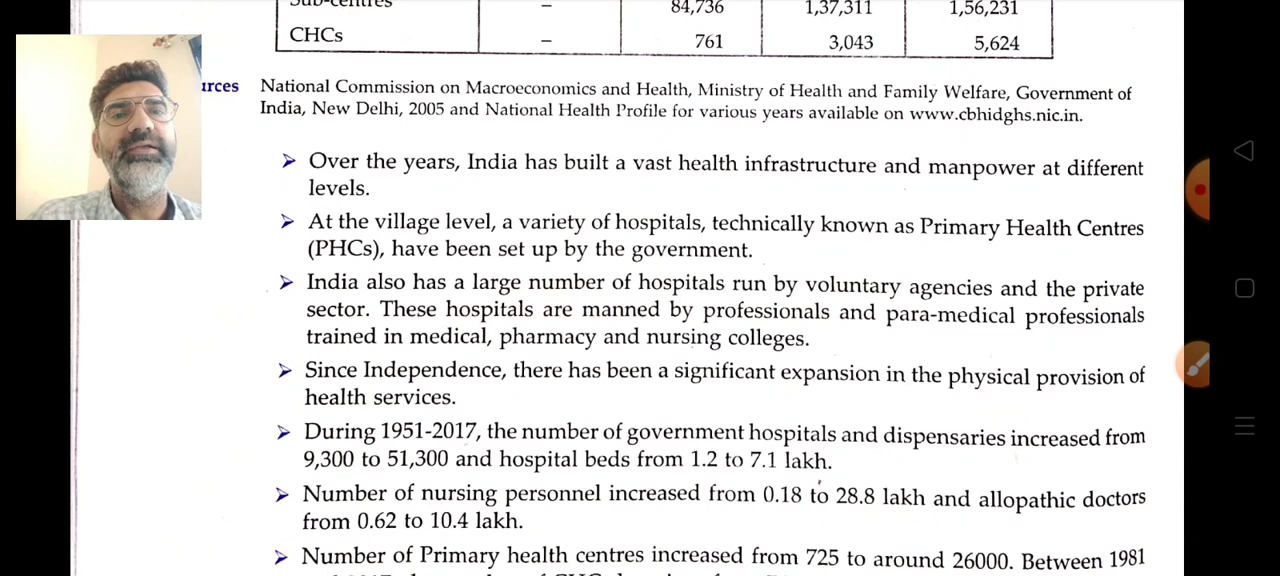 Sub-centres – 84,736 1,37,311 1,56,231
CHCs – 761 3,043 5,624
urces National Commission on Macroeconomics and Health, Ministry of Health and Family Welfare, Government of
India, New Delhi, 2005 and National Health Profile for various years available on www.cbhidghs.nic.in.
➢ Over the years, India has built a vast health infrastructure and manpower at different
levels.
➢ At the village level, a variety of hospitals, technically known as Primary Health Centres
(PHCs), have been set up by the government.
➢ India also has a large number of hospitals run by voluntary agencies and the private
sector. These hospitals are manned by professionals and para-medical professionals
trained in medical, pharmacy and nursing colleges.
➢ Since Independence, there has been a significant expansion in the physical provision of
health services.
➢ During 1951-2017, the number of government hospitals and dispensaries increased from
9,300 to 51,300 and hospital beds from 1.2 to 7.1 lakh.
➢ Number of nursing personnel increased from 0.18 to 28.8 lakh and allopathic doctors
from 0.62 to 10.4 lakh.
➢ Number of Primary health centres increased from 725 to around 26000. Between 1981